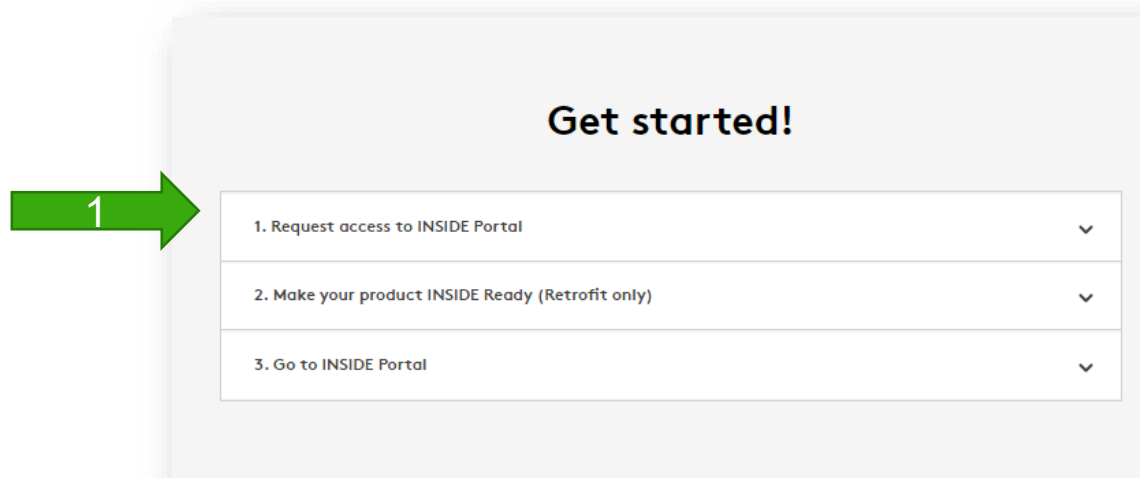 Get started!
1
1. Request access to INSIDE Portal
2. Make your product INSIDE Ready (Retrofit only)
3. Go to INSIDE Portal